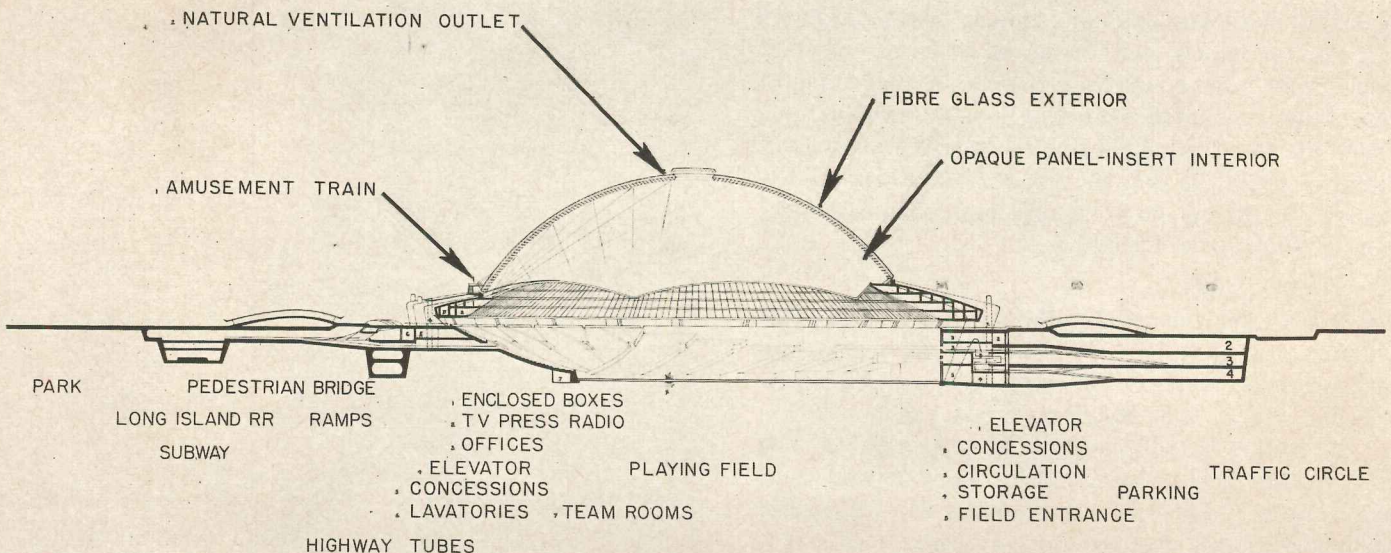 NATURAL VENTILATION OUTLET
FIBRE GLASS EXTERIOR
OPAQUE PANEL-INSERT INTERIOR
AMUSEMENT TRAIN
2
3
4
7
PARK
PEDESTRIAN BRIDGE
LONG ISLAND RR RAMPS
SUBWAY
ENCLOSED BOXES
TV PRESS RADIO
OFFICES
ELEVATOR
CONCESSIONS
LAVATORIES
TEAM ROOMS
HIGHWAY TUBES
PLAYING FIELD
ELEVATOR
CONCESSIONS
CIRCULATION
STORAGE
FIELD ENTRANCE
PARKING
TRAFFIC CIRCLE